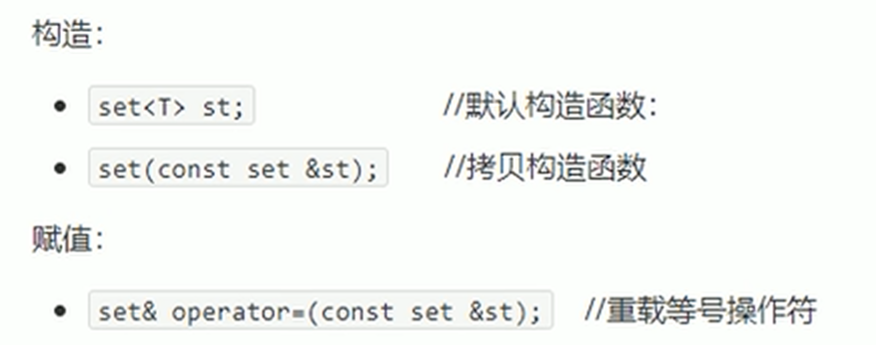 构造：
set<T> st; //默认构造函数：
set(const set &st); //拷贝构造函数
赋值：
set& operator=(const set &st); //重载等号操作符